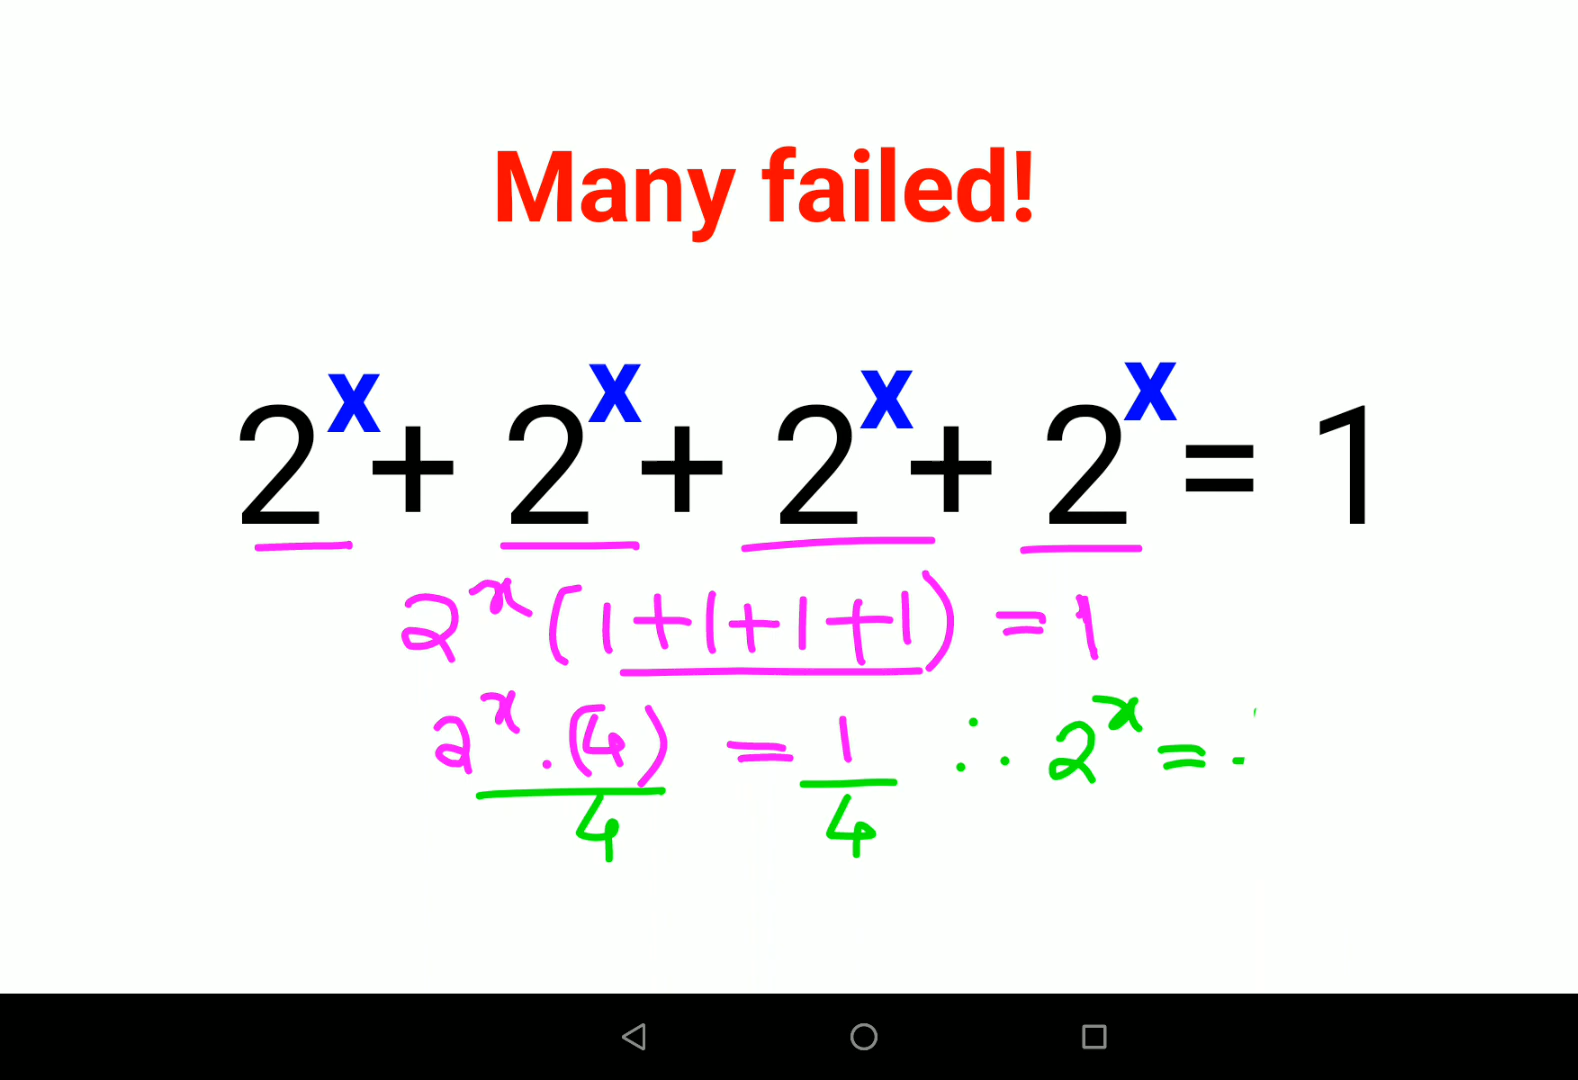 Many failed!
2^x + 2^x + 2^x + 2^x = 1
2^x (1+1+1+1) = 1
2^x . (4) / 4 = 1 / 4 ∴ 2^x =